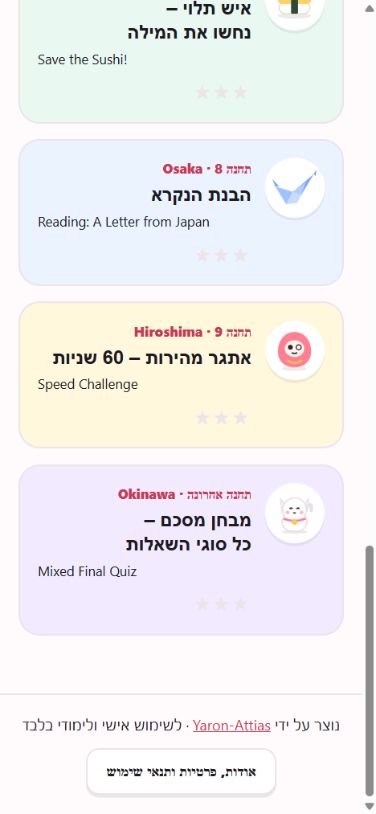 איש תלוי –
נחשו את המילה
Save the Sushi!
תחנה 8 · Osaka
הבנת הנקרא
Reading: A Letter from Japan
תחנה 9 · Hiroshima
אתגר מהירות – 60 שניות
Speed Challenge
תחנה אחרונה · Okinawa
מבחן מסכם –
כל סוגי השאלות
Mixed Final Quiz
נוצר על ידי Yaron-Attias · לשימוש אישי ולימודי בלבד
אודות, פרטיות ותנאי שימוש